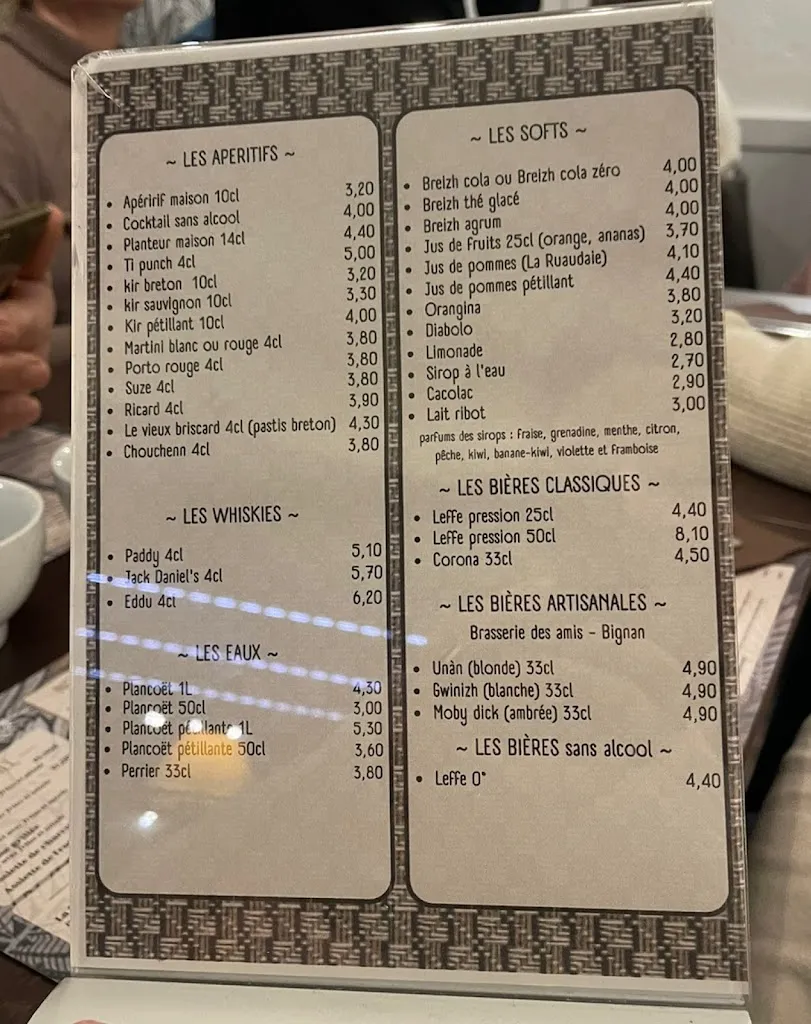 ~ LES APERITIFS ~
• Apéririf maison 10cl 3,20
• Cocktail sans alcool 4,00
• Planteur maison 14cl 4,40
• Ti punch 4cl 5,00
• kir breton 10cl 3,20
• kir sauvignon 10cl 3,30
• Kir pétillant 10cl 4,00
• Martini blanc ou rouge 4cl 3,80
• Porto rouge 4cl 3,80
• Suze 4cl 3,80
• Ricard 4cl 3,90
• Le vieux briscard 4cl (pastis breton) 4,30
• Chouchenn 4cl 3,80
~ LES WHISKIES ~
• Paddy 4cl 5,10
• Jack Daniel's 4cl 5,70
• Eddu 4cl 6,20
~ LES EAUX ~
• Plancoët 1L 4,30
• Plancoët 50cl 3,00
• Plancoët pétillante 1L 5,30
• Plancoët pétillante 50cl 3,60
• Perrier 33cl 3,80
~ LES SOFTS ~
• Breizh cola ou Breizh cola zéro 4,00
• Breizh thé glacé 4,00
• Breizh agrum 4,00
• Jus de fruits 25cl (orange, ananas) 3,70
• Jus de pommes (La Ruaudaie) 4,10
• Jus de pommes pétillant 4,40
• Orangina 3,80
• Diabolo 3,20
• Limonade 2,80
• Sirop à l'eau 2,70
• Cacolac 2,90
• Lait ribot 3,00
parfums des sirops : fraise, grenadine, menthe, citron,
pêche, kiwi, banane-kiwi, violette et framboise
~ LES BIÈRES CLASSIQUES ~
• Leffe pression 25cl 4,40
• Leffe pression 50cl 8,10
• Corona 33cl 4,50
~ LES BIÈRES ARTISANALES ~
Brasserie des amis - Bignan
• Unàn (blonde) 33cl 4,90
• Gwinizh (blanche) 33cl 4,90
• Moby dick (ambrée) 33cl 4,90
~ LES BIÈRES sans alcool ~
• Leffe 0° 4,40